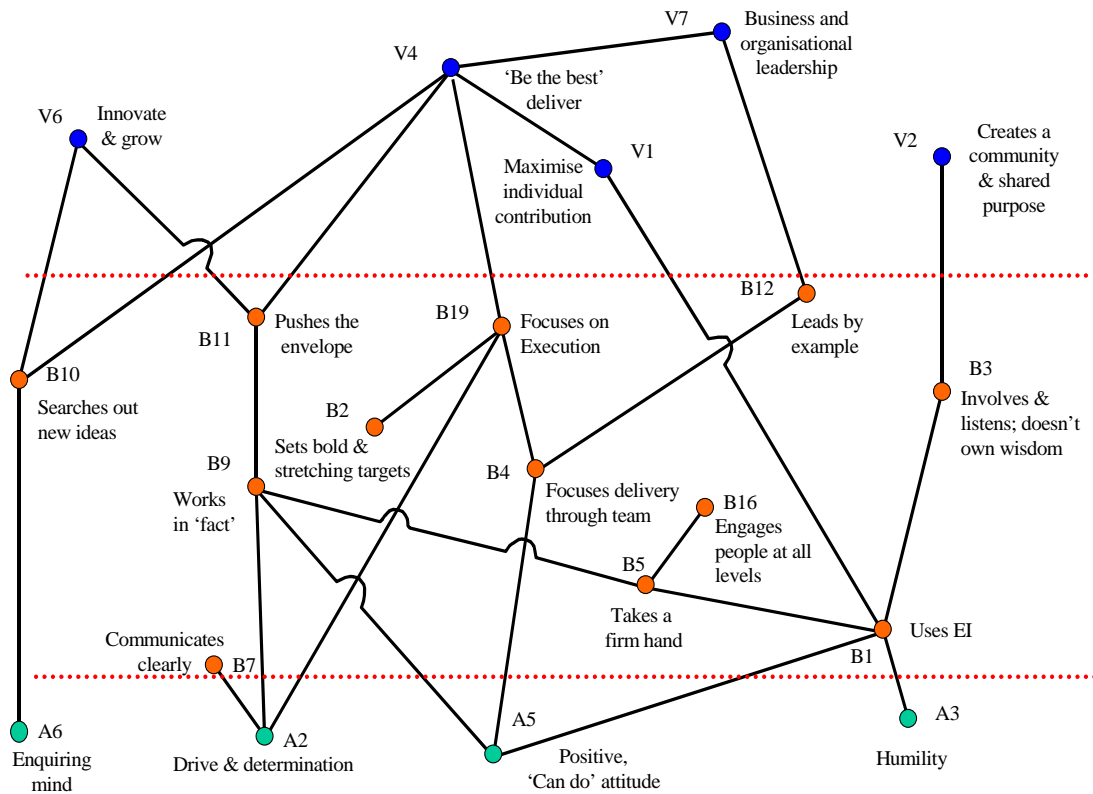 V7
Business and
organisational
leadership
V4
‘Be the best’
deliver
V6
Innovate
& grow
V1
Maximise
individual
contribution
V2
Creates a
community
& shared
purpose
B12
Leads by
example
B19
Focuses on
Execution
B11
Pushes the
envelope
B10
Searches out
new ideas
B3
Involves &
listens; doesn’t
own wisdom
B2
Sets bold &
stretching targets
B9
Works
in ‘fact’
B4
Focuses delivery
through team
B16
Engages
people at all
levels
B5
Takes a
firm hand
Uses EI
B1
Communicates
clearly
B7
A6
Enquiring
mind
A2
Drive & determination
A5
Positive,
‘Can do’ attitude
A3
Humility